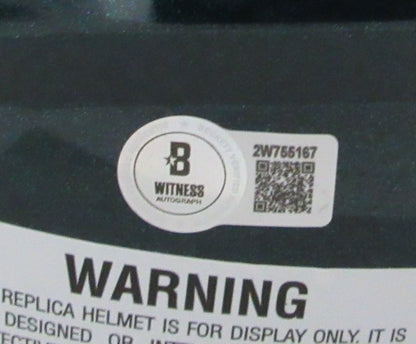 B
WITNESS
AUTOGRAPH
2W755167
WARNING
REPLICA HELMET IS FOR DISPLAY ONLY. IT IS
DESIGNED OR